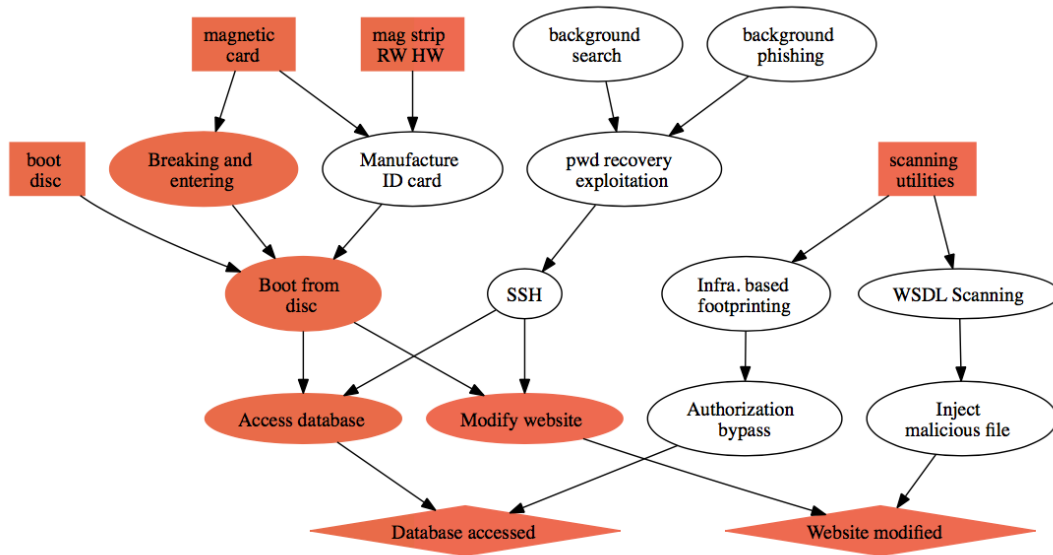 magnetic
card
mag strip
RW HW
background
search
background
phishing
boot
disc
Breaking and
entering
Manufacture
ID card
pwd recovery
exploitation
scanning
utilities
Boot from
disc
SSH
Infra. based
footprinting
WSDL Scanning
Access database
Modify website
Authorization
bypass
Inject
malicious file
Database accessed
Website modified